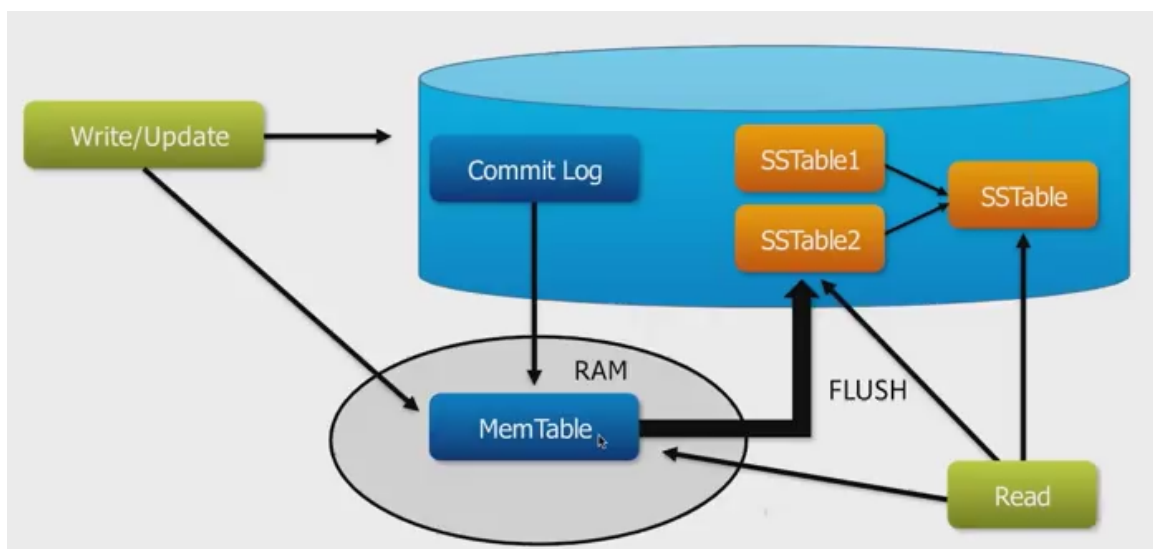 Write/Update
Commit Log
SSTable1
SSTable2
SSTable
RAM
MemTable
FLUSH
Read